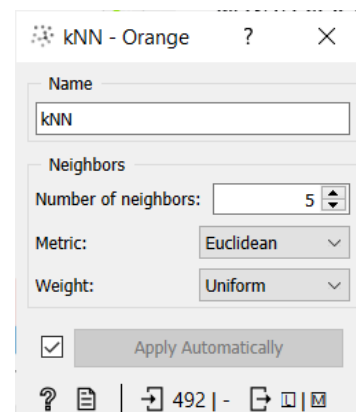 kNN - Orange ? ×
Name
kNN
Neighbors
Number of neighbors: 5
Metric: Euclidean
Weight: Uniform
Apply Automatically
? 492 | - L | M